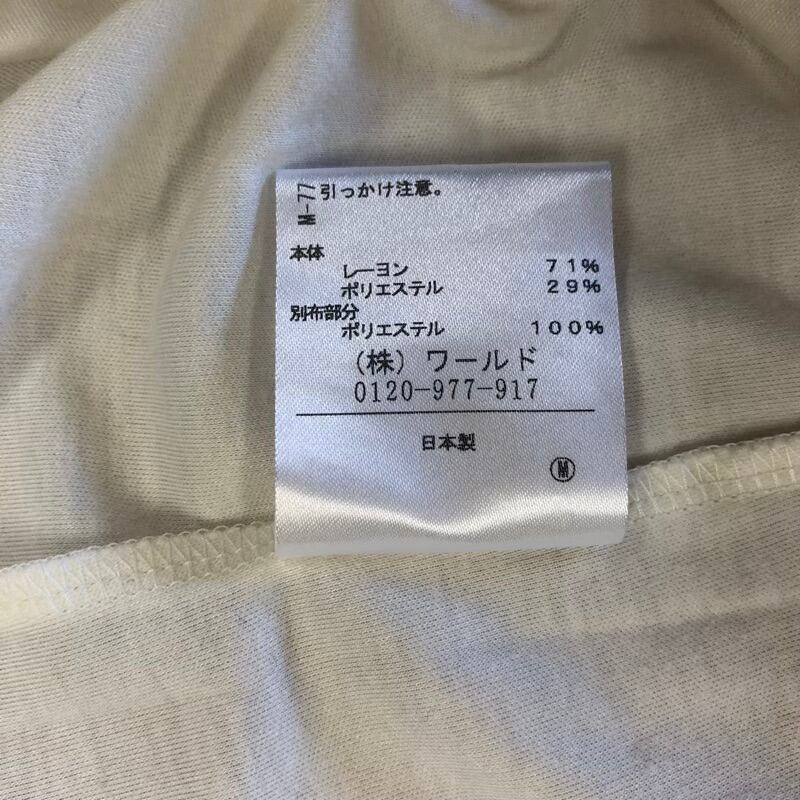 M-77 引っかけ注意。
本体
レーヨン 71%
ポリエステル 29%
別布部分
ポリエステル 100%
(株) ワールド
0120-977-917
日本製
M